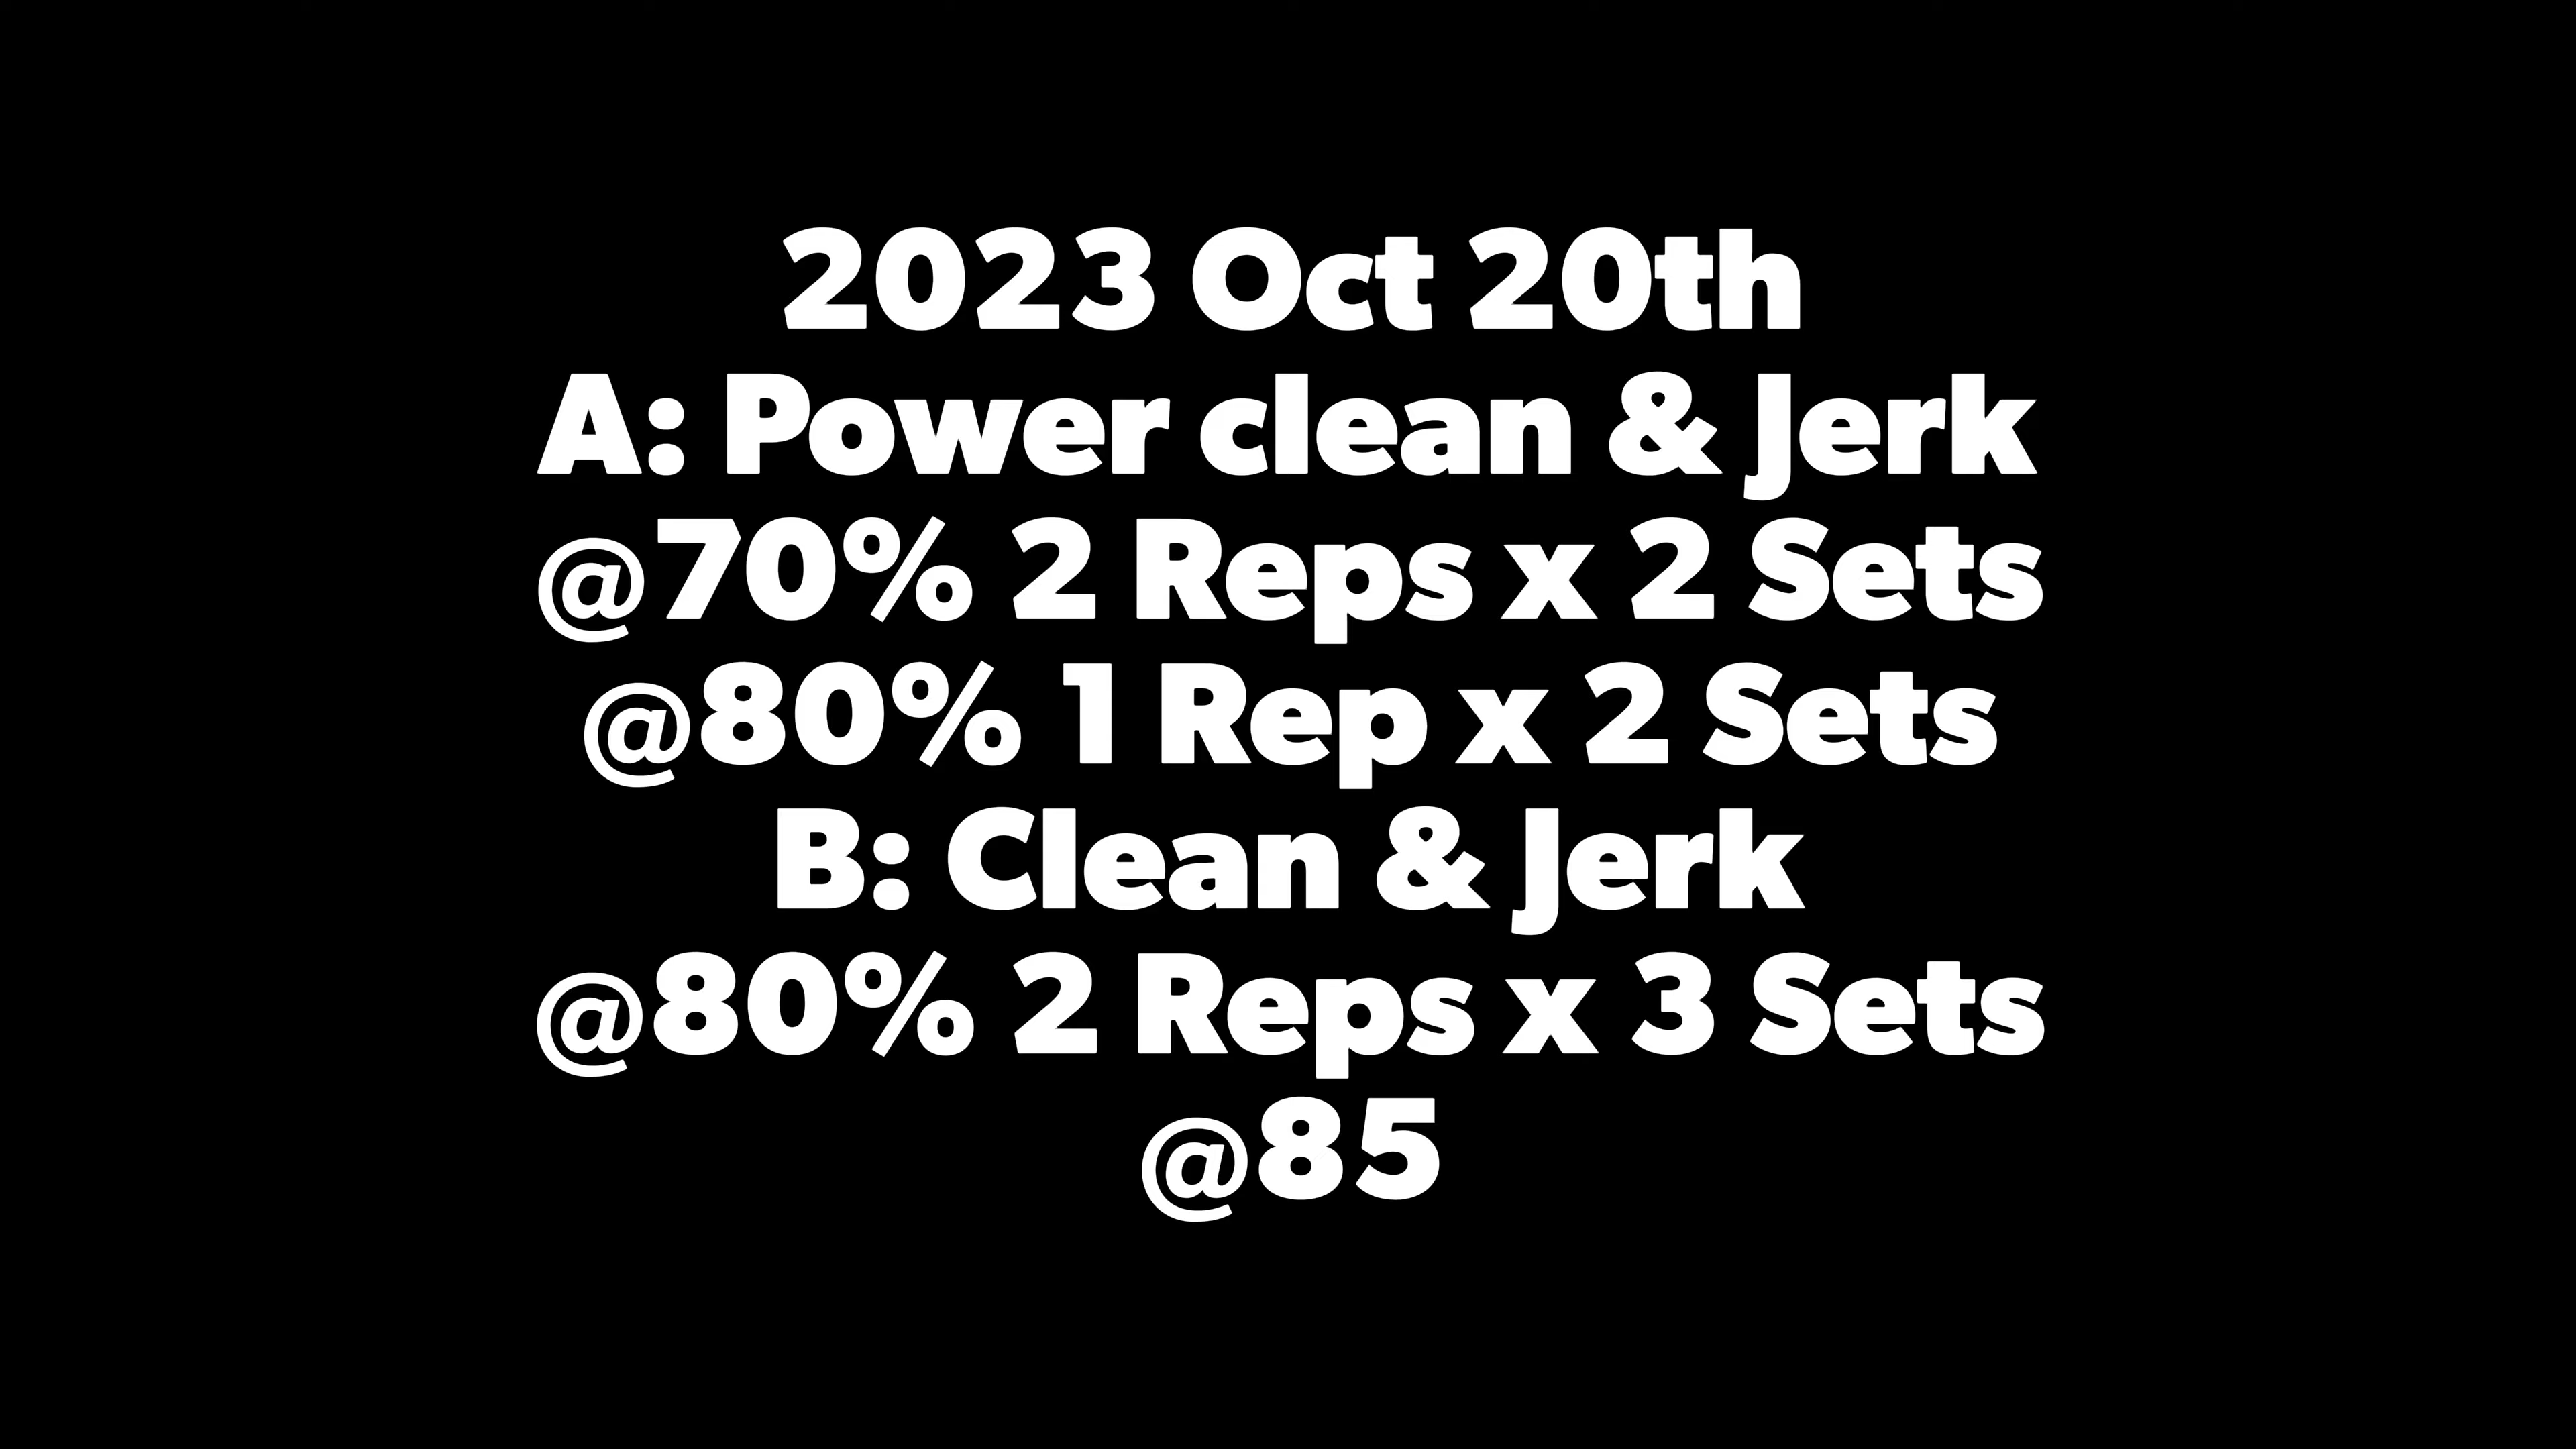 2023 Oct 20th
A: Power clean & Jerk
@70% 2 Reps x 2 Sets
@80% 1 Rep x 2 Sets
B: Clean & Jerk
@80% 2 Reps x 3 Sets
@85